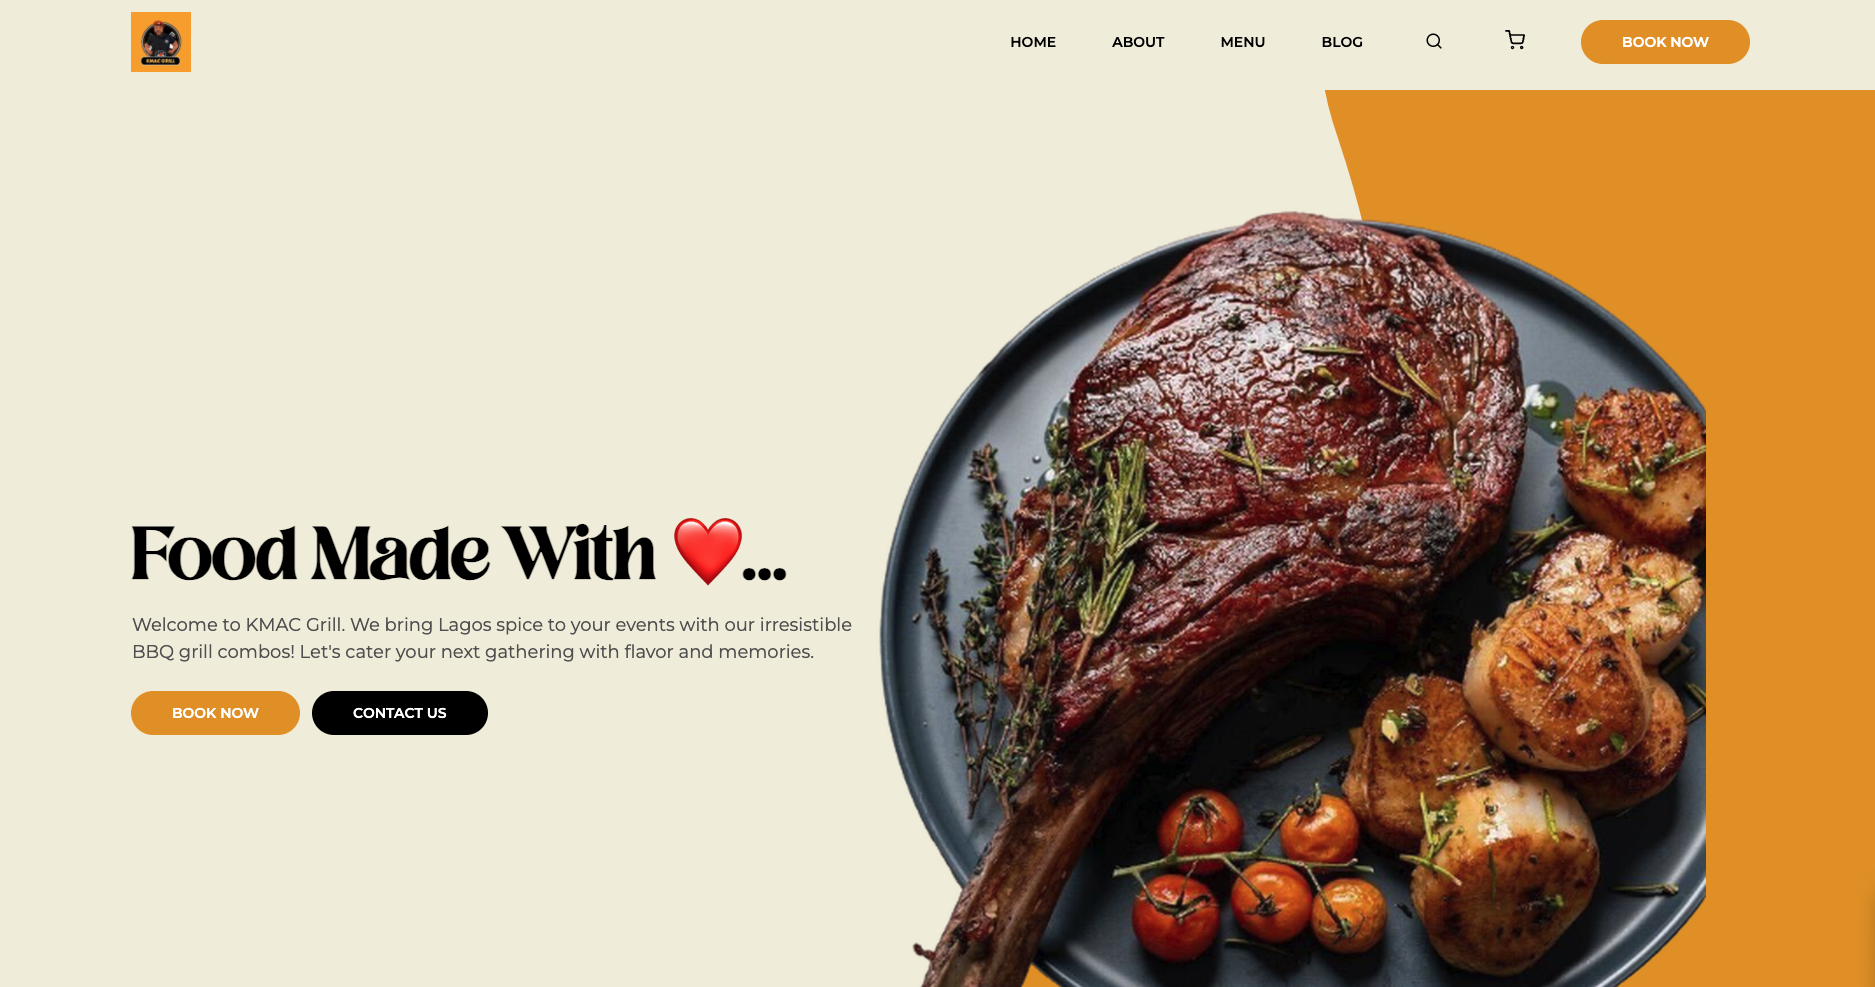 KMAC GRILL
HOME ABOUT MENU BLOG BOOK NOW
Food Made With ❤️...
Welcome to KMAC Grill. We bring Lagos spice to your events with our irresistible
BBQ grill combos! Let's cater your next gathering with flavor and memories.
BOOK NOW CONTACT US